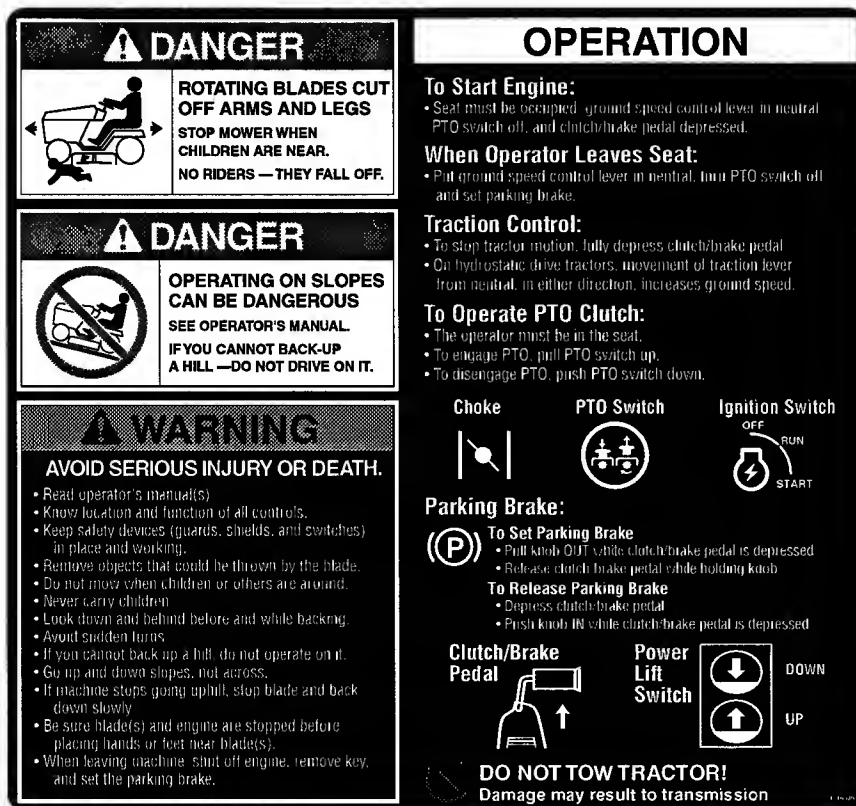 DANGER
ROTATING BLADES CUT
OFF ARMS AND LEGS
STOP MOWER WHEN
CHILDREN ARE NEAR.
NO RIDERS — THEY FALL OFF.
DANGER
OPERATING ON SLOPES
CAN BE DANGEROUS
SEE OPERATOR'S MANUAL.
IF YOU CANNOT BACK-UP
A HILL —DO NOT DRIVE ON IT.
WARNING
AVOID SERIOUS INJURY OR DEATH.
• Read operator's manual(s)
• Know location and function of all controls.
• Keep safety devices (guards, shields, and switches)
in place and working.
• Remove objects that could be thrown by the blade.
• Do not mow when children or others are around.
• Never carry children
• Look down and behind before and while backing.
• Avoid sudden turns
• If you cannot back up a hill, do not operate on it.
• Go up and down slopes, not across.
• If machine stops going uphill, stop blade and back
down slowly
• Be sure blade(s) and engine are stopped before
placing hands or feet near blade(s).
• When leaving machine shut off engine, remove key,
and set the parking brake.
OPERATION
To Start Engine:
• Seat must be occupied, ground speed control lever in neutral
PTO switch off, and clutch/brake pedal depressed.
When Operator Leaves Seat:
• Put ground speed control lever in neutral, turn PTO switch off
and set parking brake.
Traction Control:
• To stop tractor motion, fully depress clutch/brake pedal
• On hydrostatic drive tractors, movement of traction lever
from neutral, in either direction, increases ground speed.
To Operate PTO Clutch:
• The operator must be in the seat.
• To engage PTO, pull PTO switch up.
• To disengage PTO, push PTO switch down.
Choke PTO Switch Ignition Switch
OFF
RUN
START
Parking Brake:
(P)
To Set Parking Brake
• Pull knob OUT while clutch/brake pedal is depressed
• Release clutch brake pedal while holding knob
To Release Parking Brake
• Depress clutch/brake pedal
• Push knob IN while clutch/brake pedal is depressed
Clutch/Brake
Pedal
Power
Lift
Switch
DOWN
UP
DO NOT TOW TRACTOR!
Damage may result to transmission